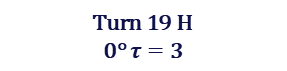 Turn 19 H
0° τ = 3